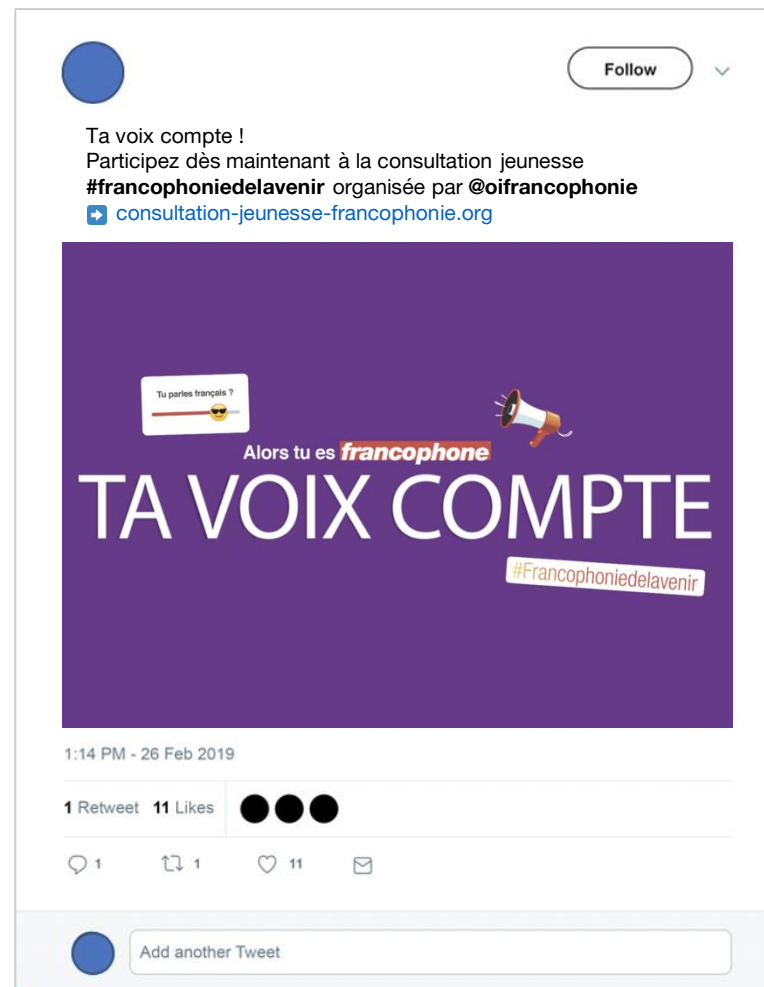 Follow
Ta voix compte !
Participez dès maintenant à la consultation jeunesse
#francophoniedelavenir organisée par @oifrancophonie
consultation-jeunesse-francophonie.org
Tu parles français ?
Alors tu es francophone
TA VOIX COMPTE
#Francophoniedelavenir
1:14 PM - 26 Feb 2019
1 Retweet 11 Likes
1 1 11
Add another Tweet